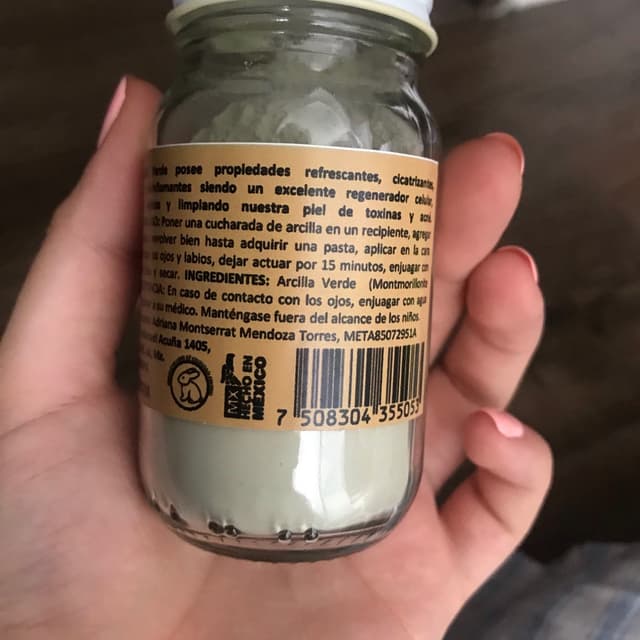 posee propiedades refrescantes, cicatrizantes,
siendo un excelente regenerador celular,
y limpiando nuestra piel de toxinas y acné.
Poner una cucharada de arcilla en un recipiente, agregar
bien hasta adquirir una pasta, aplicar en la cara
ojos y labios, dejar actuar por 15 minutos, enjuagar con
y secar. INGREDIENTES: Arcilla Verde (Montmorillonita
En caso de contacto con los ojos, enjuagar con agua
a su médico. Manténgase fuera del alcance de los niños.
Adriana Montserrat Mendoza Torres, META85072951A
Acuña 1405,
Mx.
HECHO EN
MÉXICO
7 508304 355053